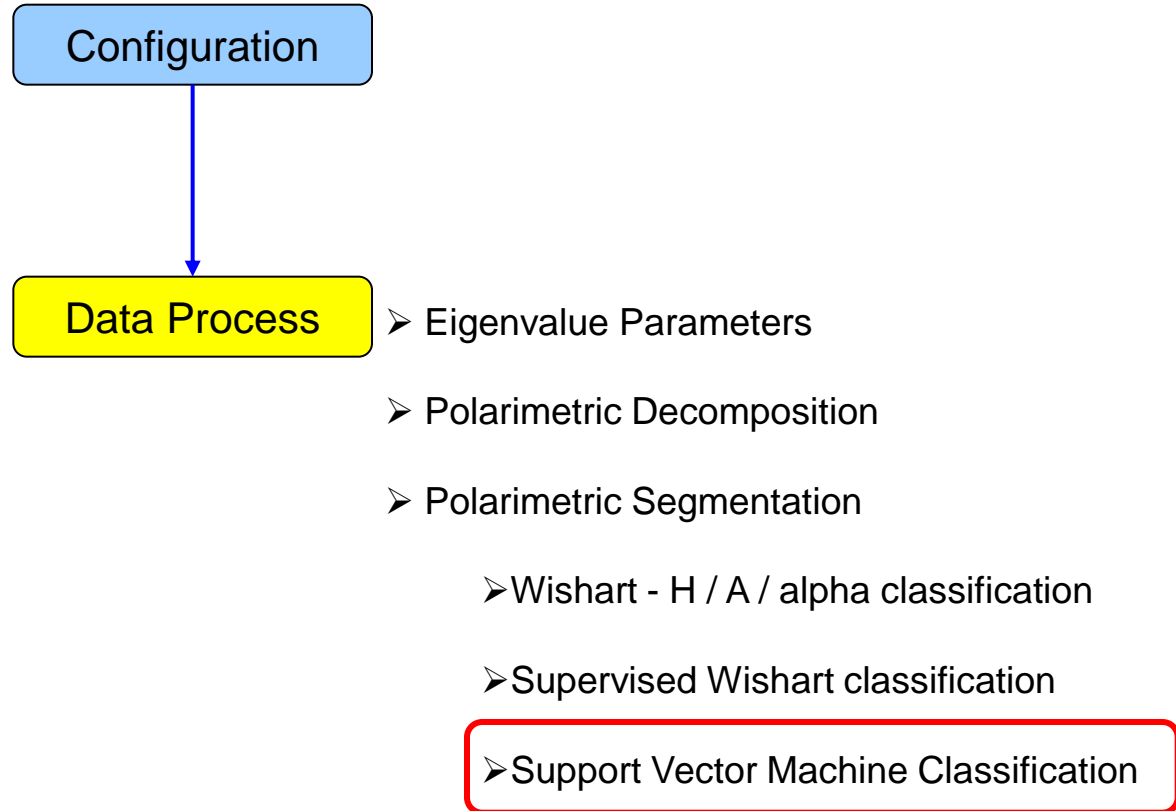 Configuration
Data Process
➢ Eigenvalue Parameters
➢ Polarimetric Decomposition
➢ Polarimetric Segmentation
➢Wishart - H / A / alpha classification
➢Supervised Wishart classification
➢Support Vector Machine Classification